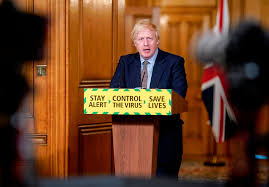 STAY ALERT › CONTROL THE VIRUS › SAVE LIVES